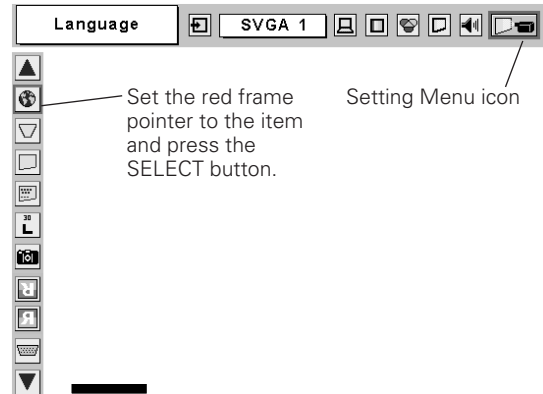 Language
SVGA 1
Set the red frame
pointer to the item
and press the
SELECT button.
Setting Menu icon
30
L
R
R